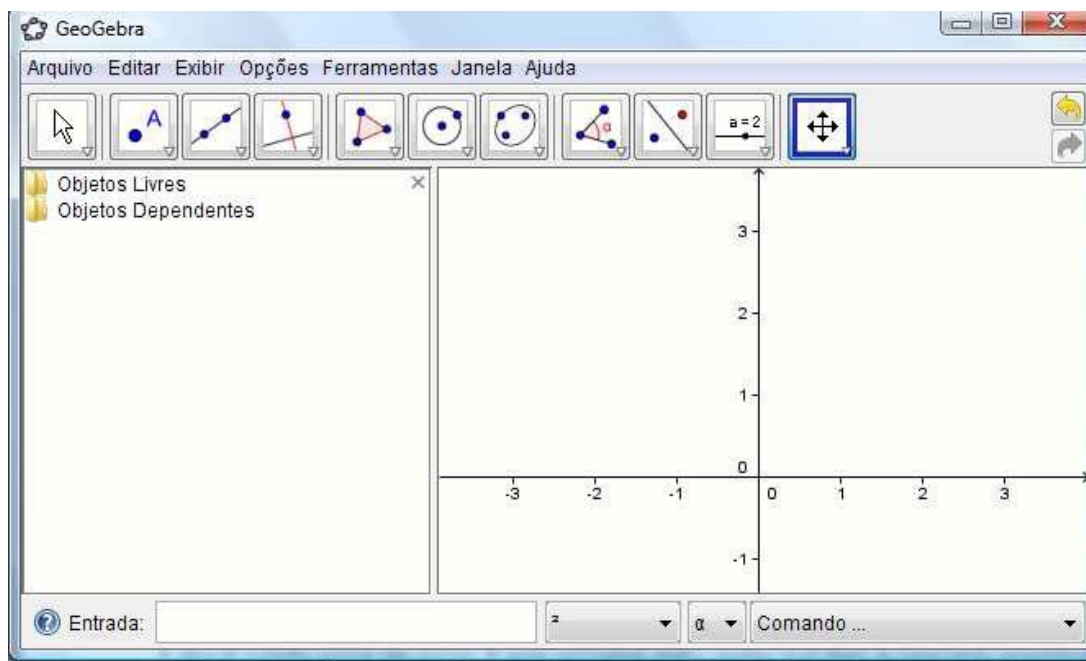 GeoGebra
Arquivo Editar Exibir Opções Ferramentas Janela Ajuda
A
α
a = 2
Objetos Livres
Objetos Dependentes
3
2
1
0
-3 -2 -1 0 1 2 3
-1
Entrada: ² α Comando ...